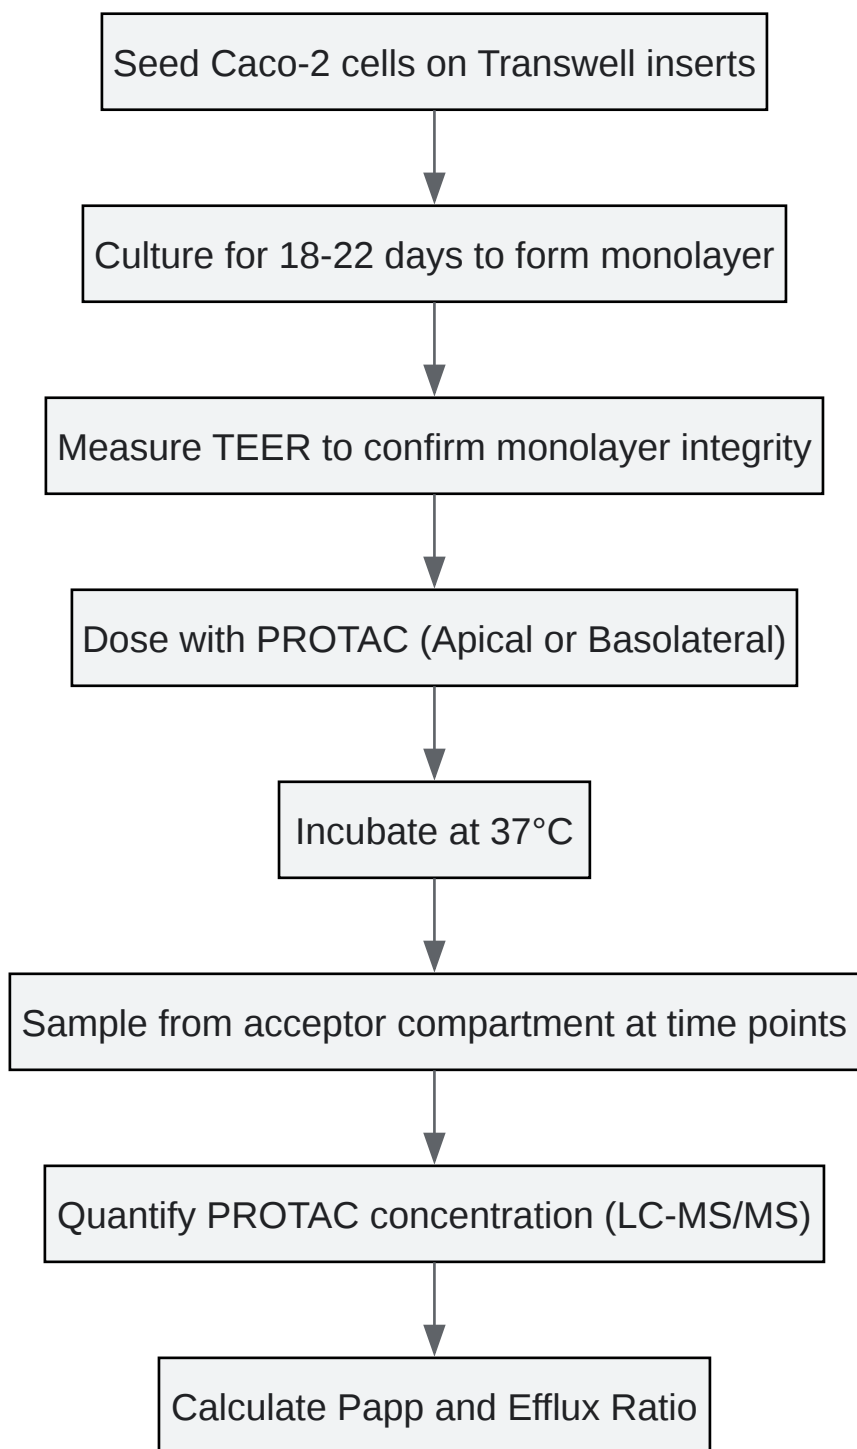 Seed Caco-2 cells on Transwell inserts
Culture for 18-22 days to form monolayer
Measure TEER to confirm monolayer integrity
Dose with PROTAC (Apical or Basolateral)
Incubate at 37°C
Sample from acceptor compartment at time points
Quantify PROTAC concentration (LC-MS/MS)
Calculate Papp and Efflux Ratio